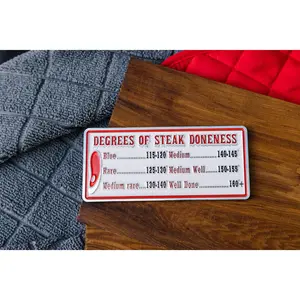 DEGREES OF STEAK DONENESS
Blue..............115-120° Medium..............140-145°
Rare..............125-130° Medium Well.......150-155°
Medium rare......130-140° Well Done...........160+